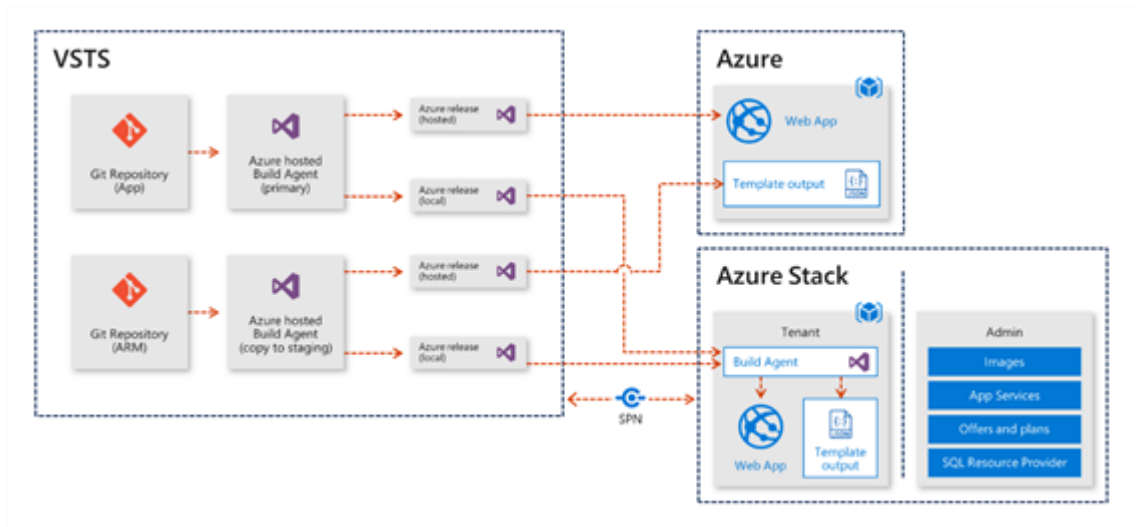 VSTS
Git Repository
(App)
Azure hosted
Build Agent
(primary)
Azure release
(hosted)
Azure release
(local)
Git Repository
(ARM)
Azure hosted
Build Agent
(copy to staging)
Azure release
(hosted)
Azure release
(local)
SPN
Azure
Web App
Template output
{:}
JSON
Azure Stack
Tenant
Build Agent
Web App
{:}
JSON
Template
output
Admin
Images
App Services
Offers and plans
SQL Resource Provider